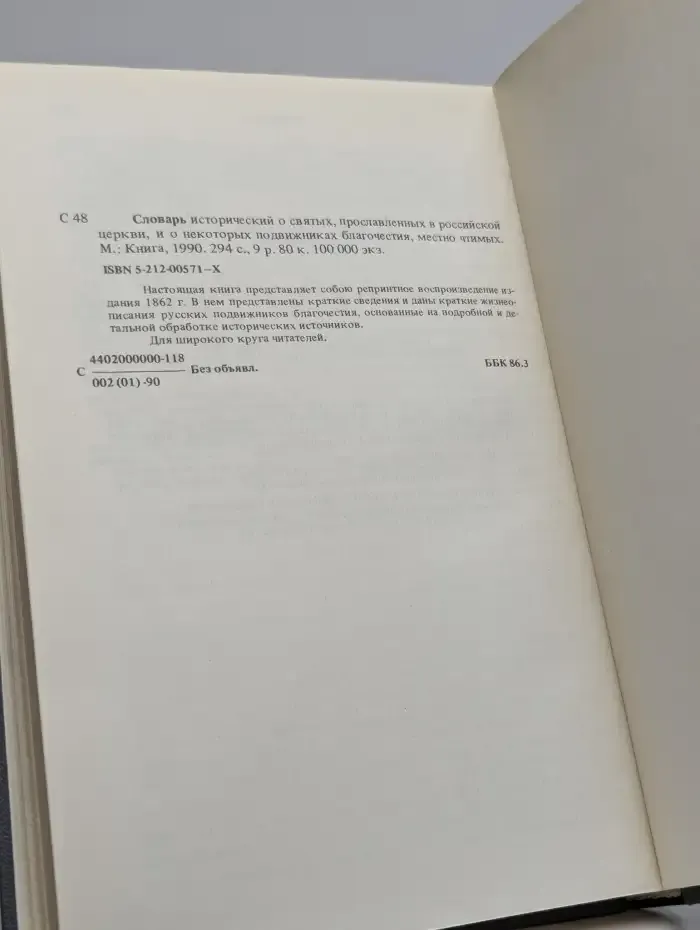 С 48 Словарь исторический о святых, прославленных в российской
церкви, и о некоторых подвижниках благочестия, местно чтимых.
М.: Книга, 1990. 294 с., 9 р. 80 к. 100 000 экз.
ISBN 5-212-00571-X
Настоящая книга представляет собою репринтное воспроизведение из-
дания 1862 г. В нем представлены краткие сведения и даны краткие жизнео-
писания русских подвижников благочестия, основанные на подробной и де-
тальной обработке исторических источников.
Для широкого круга читателей.
4402000000-118
С Без объявл. ББК 86.3
002 (01) -90